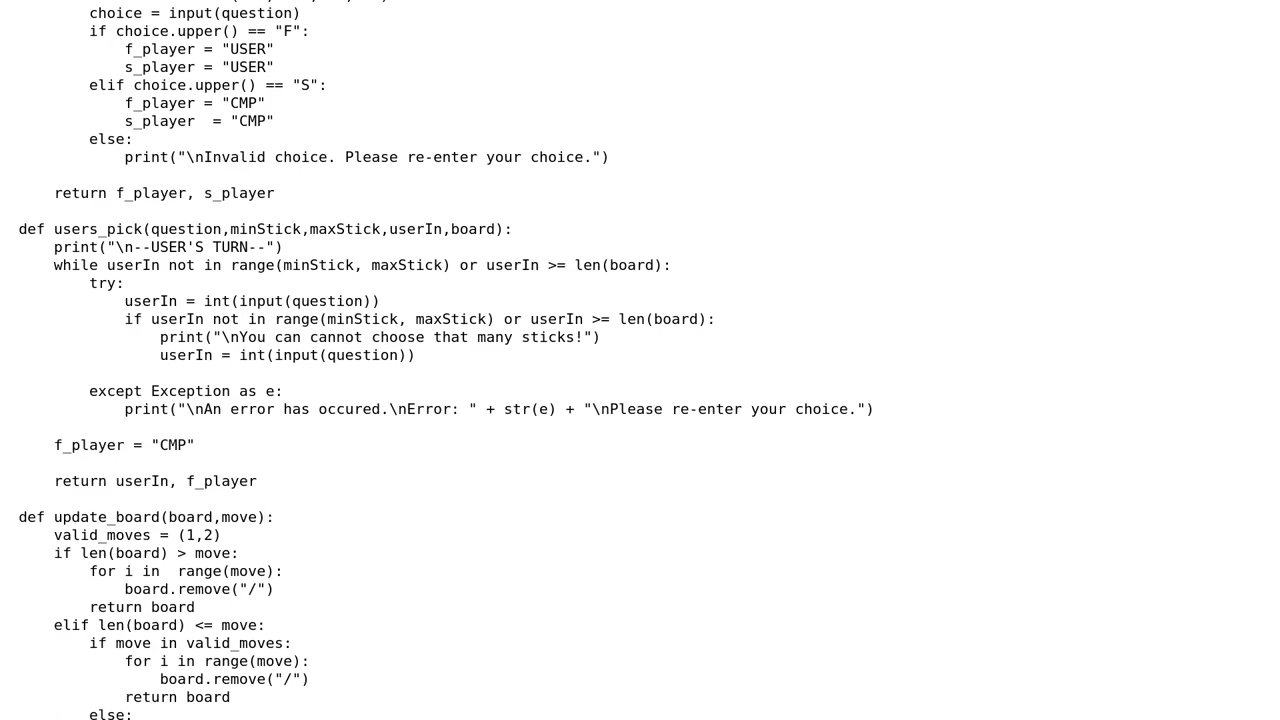 choice = input(question)
if choice.upper() == "F":
f_player = "USER"
s_player = "USER"
elif choice.upper() == "S":
f_player = "CMP"
s_player  = "CMP"
else:
print("\nInvalid choice. Please re-enter your choice.")
return f_player, s_player
def users_pick(question,minStick,maxStick,userIn,board):
print("\n--USER'S TURN--")
while userIn not in range(minStick, maxStick) or userIn >= len(board):
try:
userIn = int(input(question))
if userIn not in range(minStick, maxStick) or userIn >= len(board):
print("\nYou can cannot choose that many sticks!")
userIn = int(input(question))
except Exception as e:
print("\nAn error has occured.\nError: " + str(e) + "\nPlease re-enter your choice.")
f_player = "CMP"
return userIn, f_player
def update_board(board,move):
valid_moves = (1,2)
if len(board) > move:
for i in  range(move):
board.remove("/")
return board
elif len(board) <= move:
if move in valid_moves:
for i in range(move):
board.remove("/")
return board
else: